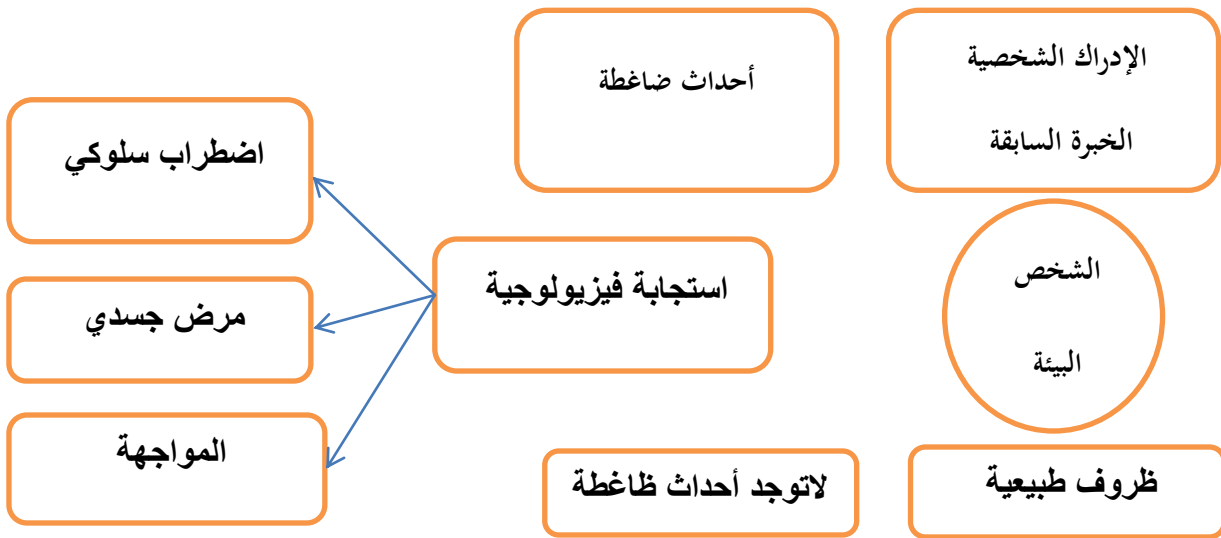 الإدراك الشخصية
الخبرة السابقة
أحداث ضاغطة
اضطراب سلوكي
الشخص
البيئة
استجابة فيزيولوجية
مرض جسدي
المواجهة
ظروف طبيعية
لاتوجد أحداث ظاغطة